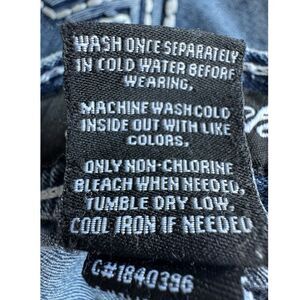 WASH ONCE SEPARATELY
IN COLD WATER BEFORE
WEARING.
MACHINE WASH COLD
INSIDE OUT WITH LIKE
COLORS.
ONLY NON-CHLORINE
BLEACH WHEN NEEDED,
TUMBLE DRY LOW,
COOL IRON IF NEEDED
C#1840396